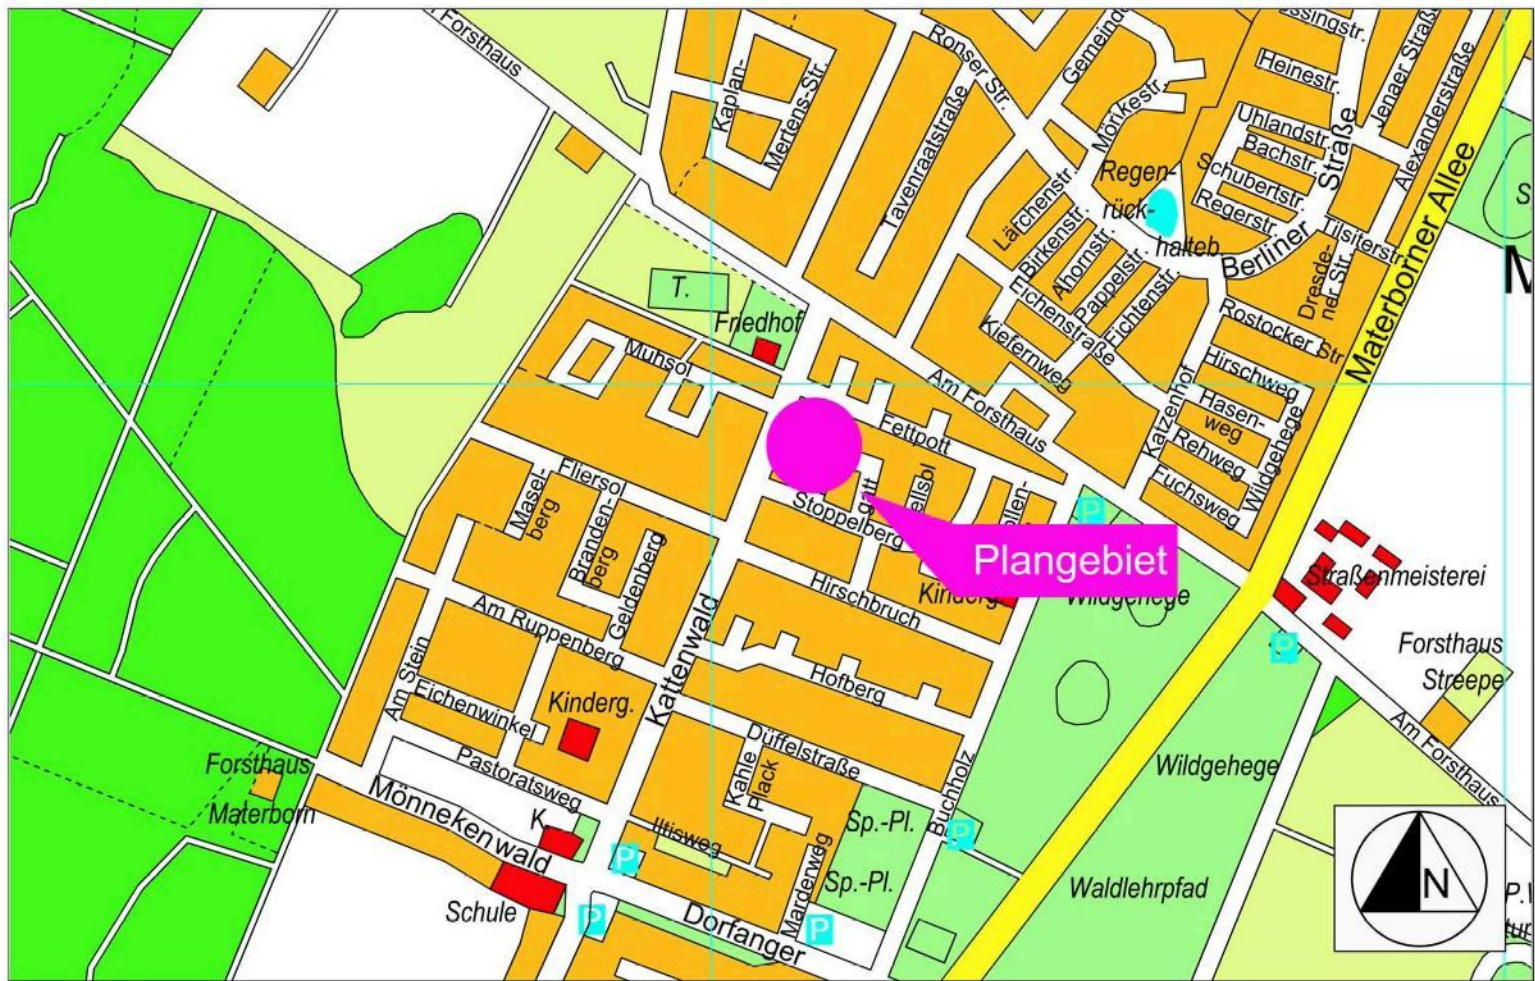 Forsthaus
Kaplan-
Mertens-Str.
Ronser Str.
Tavenraatstraße
Mörikestr.
Heinestr.
Jenaer Straße
Alexanderstraße
Uhlandstr.
Bachstr.
Schubertstr.
Regerstr.
Berliner
Straße
Tilsiterstr.
Dresde-
ner Str.
Materborner Allee
Regen-
rück-
halteb.
Lärchenstr.
Birkenstr.
Ahornstr.
Pappelstr.
Fichtenstr.
Eichenstraße
Kiefernweg
Rostocker Str
Hirschweg
Hasen-
weg
Rehweg
Fuchsweg
Wildgehege
Katzenhof
T.
Friedhof
Muhsol
Am Forsthaus
Fettpott
Fliersol
Masel-
berg
Branden-
berg
Geldenberg
Stoppelberg
P
Plangebiet
Kinderg.
Wildgehege
Straßenmeisterei
Hirschbruch
Am Ruppenberg
Kattenwald
Am Stein
Eichenwinkel
Kinderg.
Hofberg
P
Forsthaus
Streepe
Am Forsthaus
Düffelstraße
Kahle
Plack
Pastoratsweg
Forsthaus
Materborn
Mönnekenwald
K.
Iltisweg
Marderweg
Sp.-Pl.
Sp.-Pl.
Buchholz
P
Wildgehege
Waldlehrpfad
P
Schule
P
Dorfanger
P
N